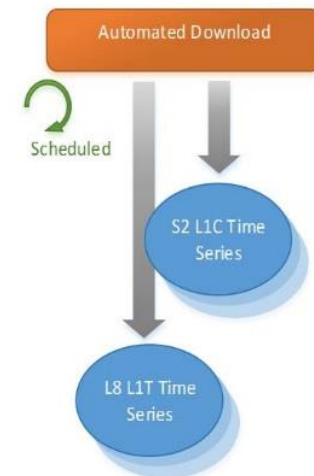 Automated Download
Scheduled
S2 L1C Time
Series
L8 L1T Time
Series